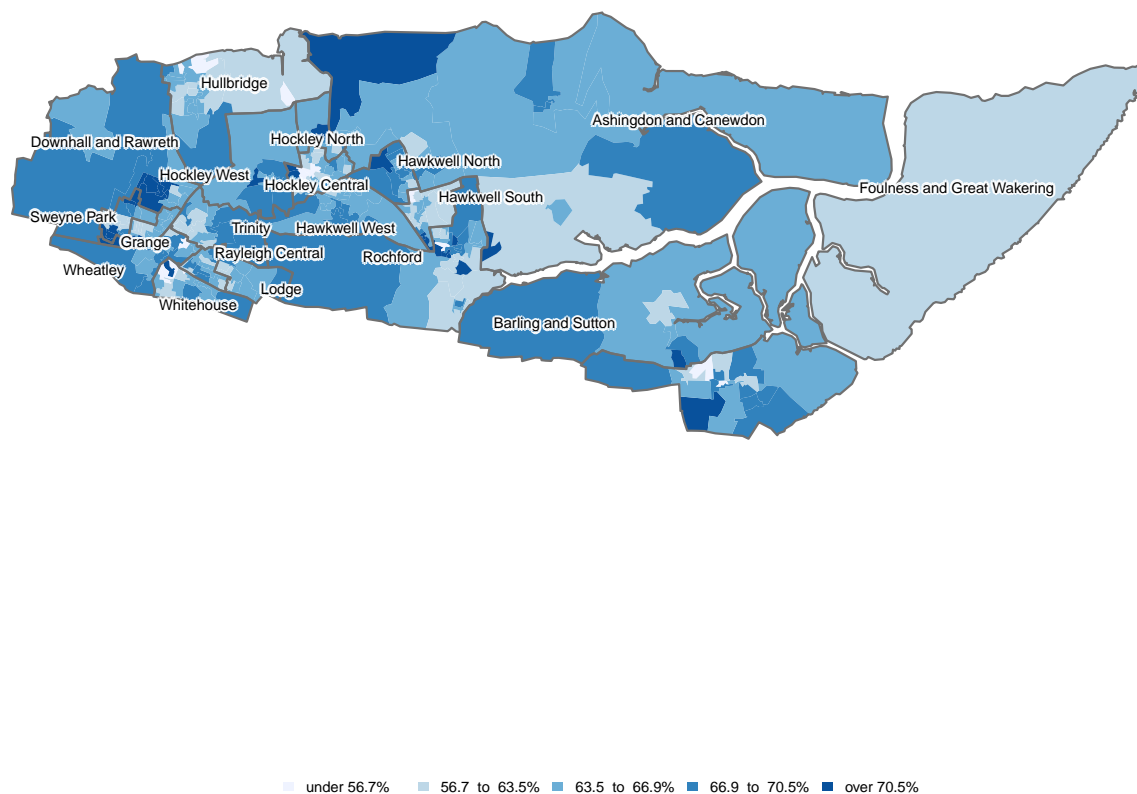 Hullbridge
Ashingdon and Canewdon
Downhall and Rawreth
Hockley North
Hawkwell North
Hockley West
Hockley Central
Foulness and Great Wakering
Hawkwell South
Sweyne Park
Trinity
Hawkwell West
Grange
Rayleigh Central
Rochford
Wheatley
Lodge
Whitehouse
Barling and Sutton
under 56.7% 56.7 to 63.5% 63.5 to 66.9% 66.9 to 70.5% over 70.5%